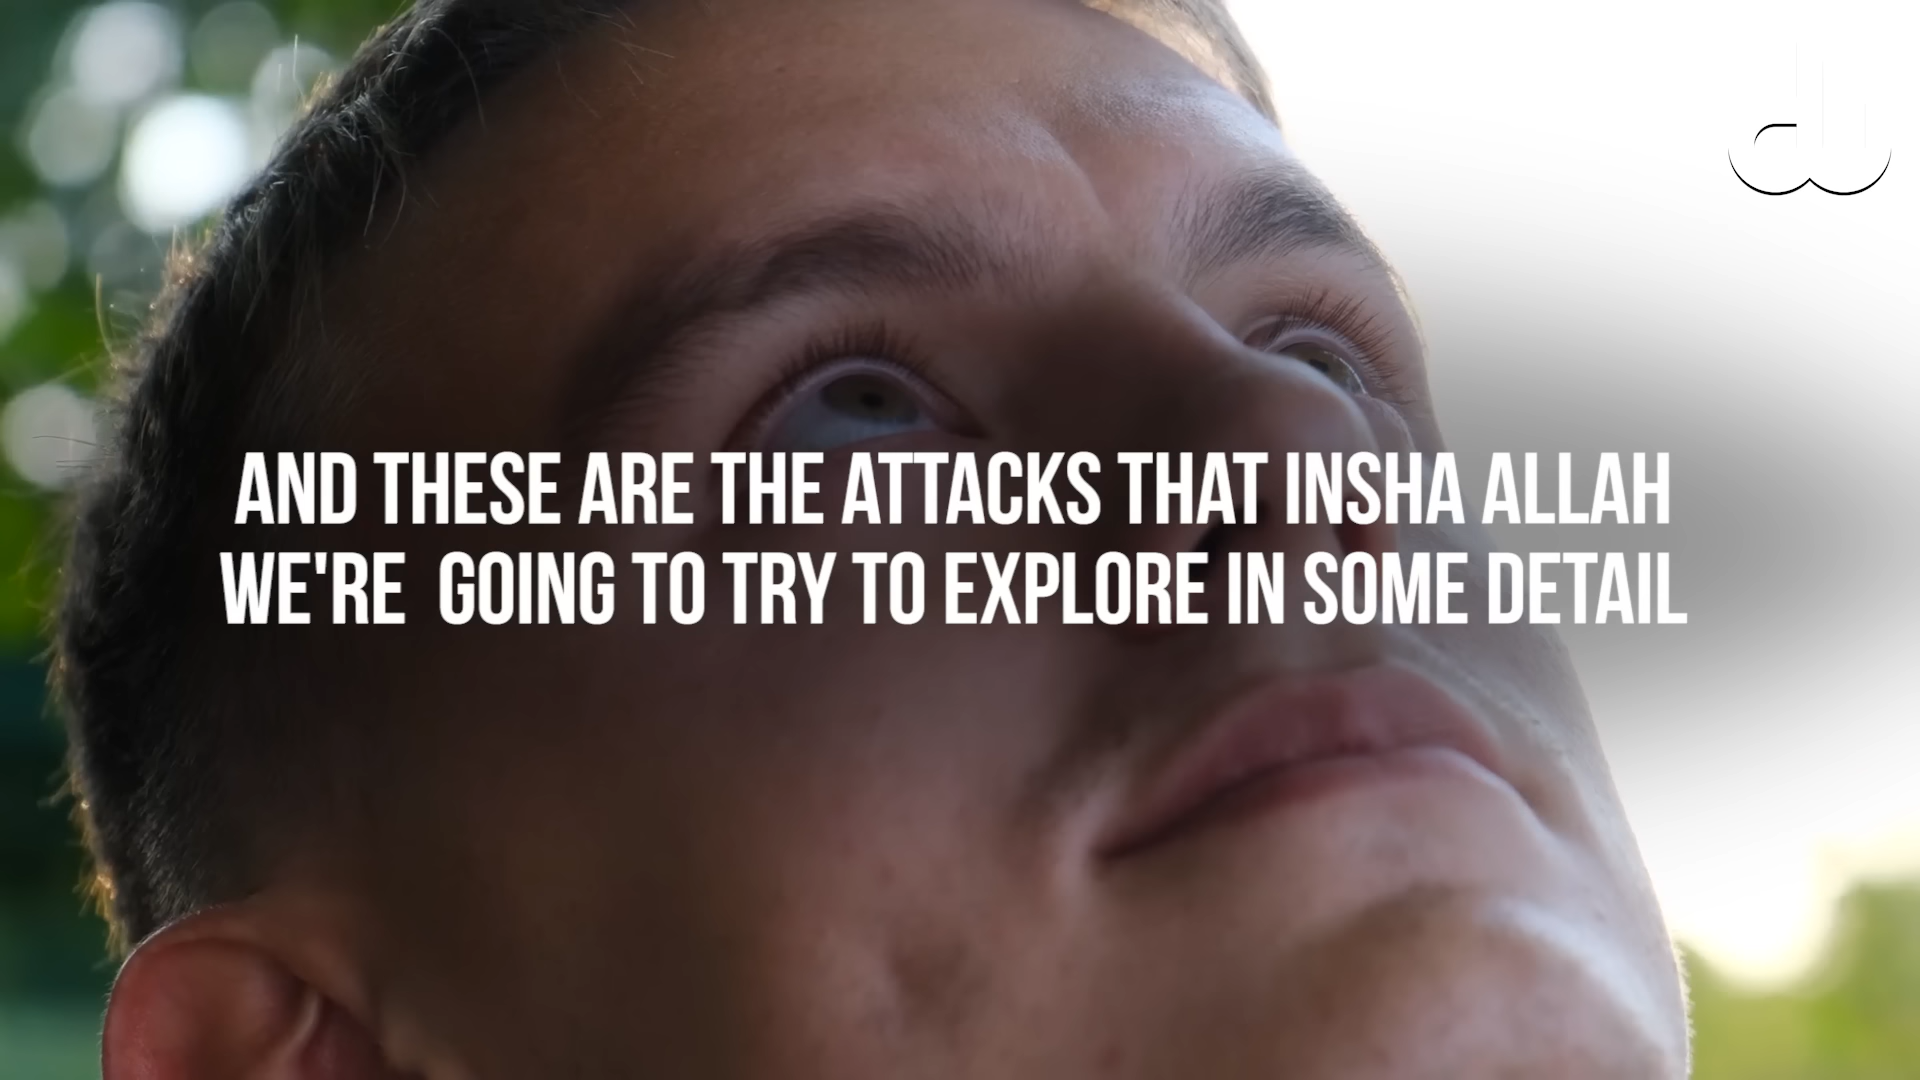 AND THESE ARE THE ATTACKS THAT INSHA ALLAH
WE'RE  GOING TO TRY TO EXPLORE IN SOME DETAIL